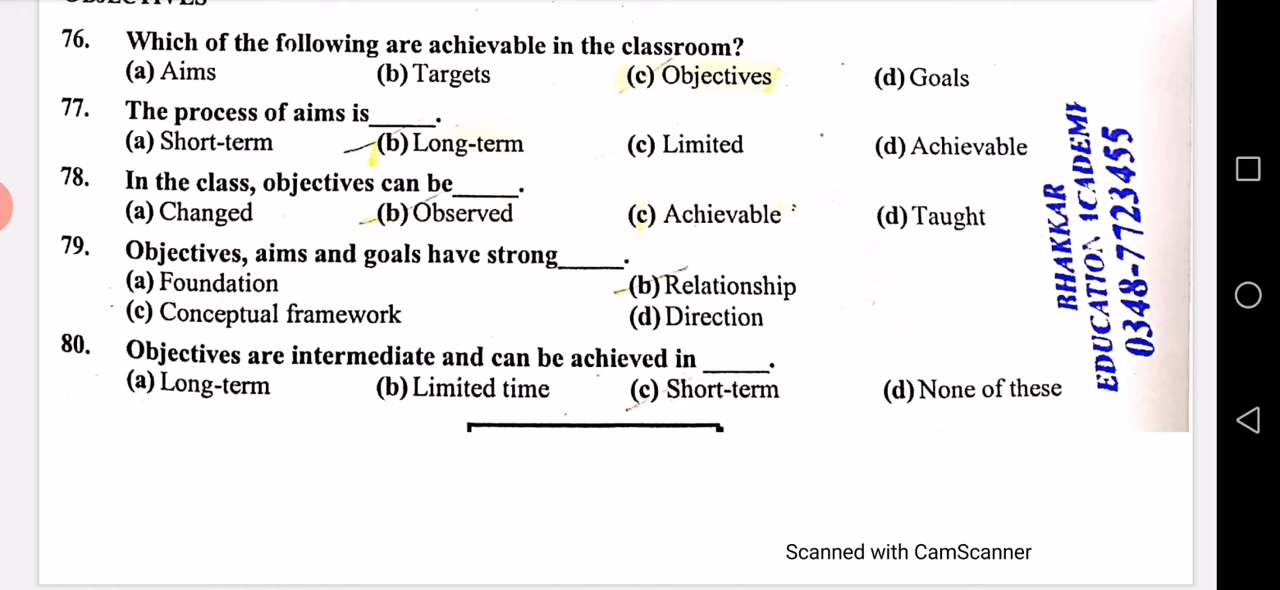 76. Which of the following are achievable in the classroom?
(a) Aims (b) Targets (c) Objectives (d) Goals
77. The process of aims is_____.
(a) Short-term (b) Long-term (c) Limited (d) Achievable
78. In the class, objectives can be_____.
(a) Changed (b) Observed (c) Achievable (d) Taught
79. Objectives, aims and goals have strong_____.
(a) Foundation (b) Relationship
(c) Conceptual framework (d) Direction
80. Objectives are intermediate and can be achieved in _____.
(a) Long-term (b) Limited time (c) Short-term (d) None of these
BHAKKAR
EDUCATION ACADEMY
0348-7723455
Scanned with CamScanner